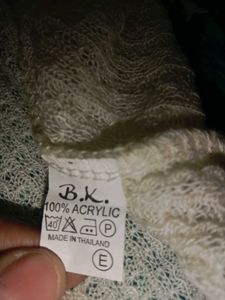 B.K.
100% ACRYLIC
40 P
MADE IN THAILAND
E